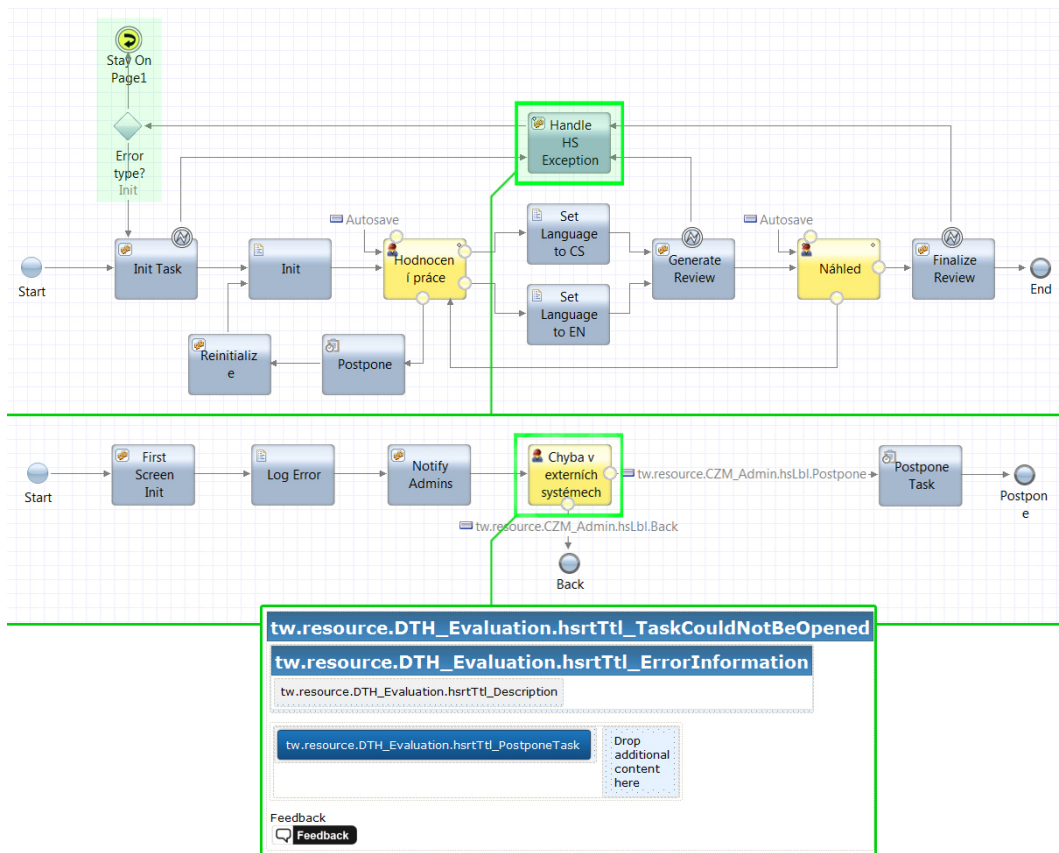 Stay On
Page1
Error
type?
Init
Handle
HS
Exception
Autosave
Set
Language
to CS
Autosave
Start
Init Task
Init
Hodnocen
í práce
Generate
Review
Náhled
Finalize
Review
End
Set
Language
to EN
Reinitializ
e
Postpone
Start
First
Screen
Init
Log Error
Notify
Admins
Chyba v
externích
systémech
tw.resource.CZM_Admin.hsLbl.Postpone
Postpone
Task
Postpon
e
tw.resource.CZM_Admin.hsLbl.Back
Back
tw.resource.DTH_Evaluation.hsrtTtl_TaskCouldNotBeOpened
tw.resource.DTH_Evaluation.hsrtTtl_ErrorInformation
tw.resource.DTH_Evaluation.hsrtTtl_Description
tw.resource.DTH_Evaluation.hsrtTtl_PostponeTask
Drop
additional
content
here
Feedback
Feedback